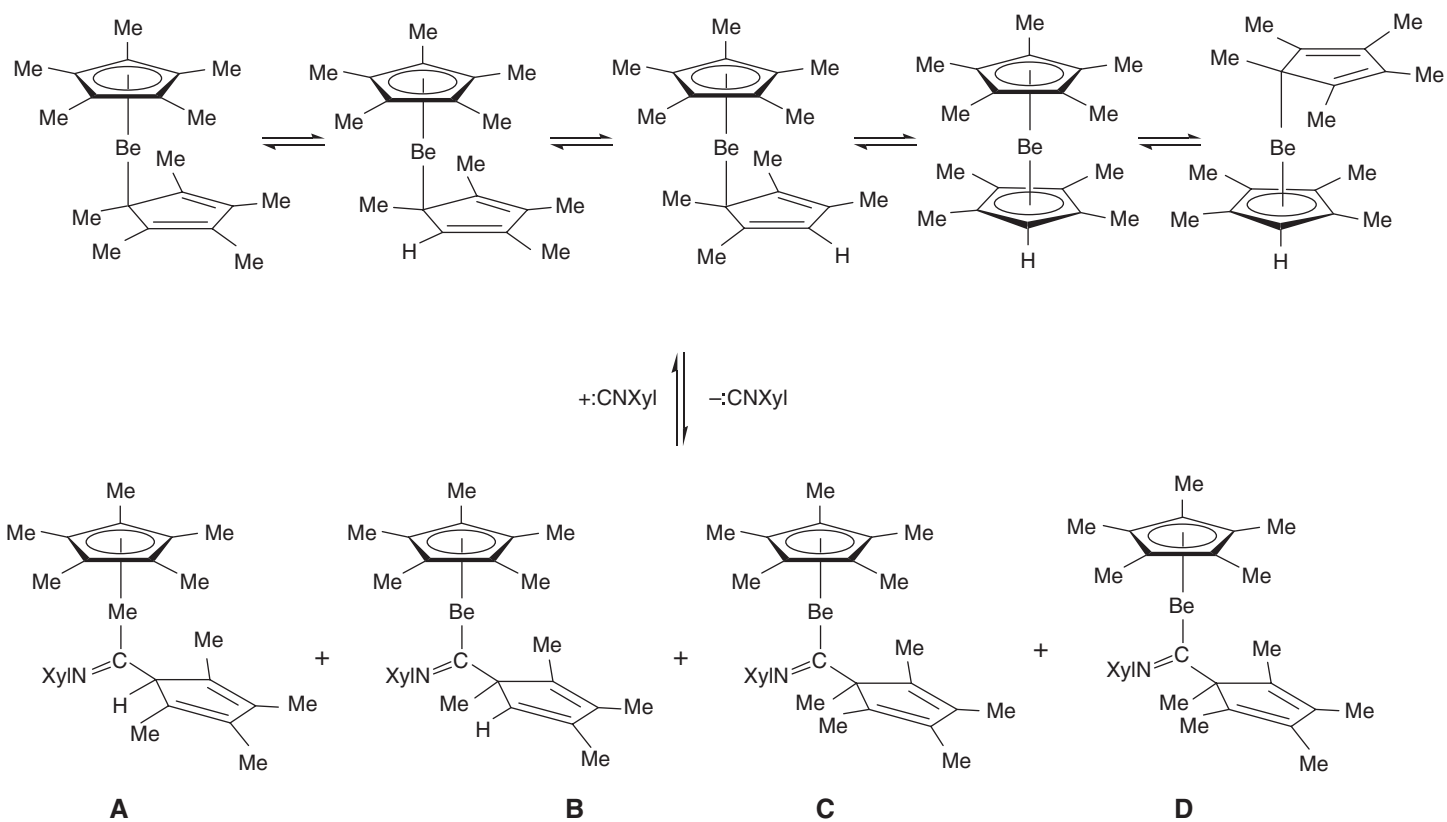 Me Me Me Me Me
Me Me Me Me Me Me
Me Me Me Me Me Me Me Me Me Me
Me Me Me Me Me Me Me Me
Be Be Be Be Be
Me Me Me Me Me Me
Me Me Me Me Me Me Me Me Me Me
Me Me H Me Me H
H H
+:CNXyl –:CNXyl
Me Me Me Me
Me Me Me Me Me Me Me Me
Me Me Me Me Me Me Me Me
Me Be Be Be
Me Me Me Me
XylN C + XylN C + XylN C + XylN C
H Me Me Me Me Me Me Me
Me H Me Me
Me Me Me Me
A B C D